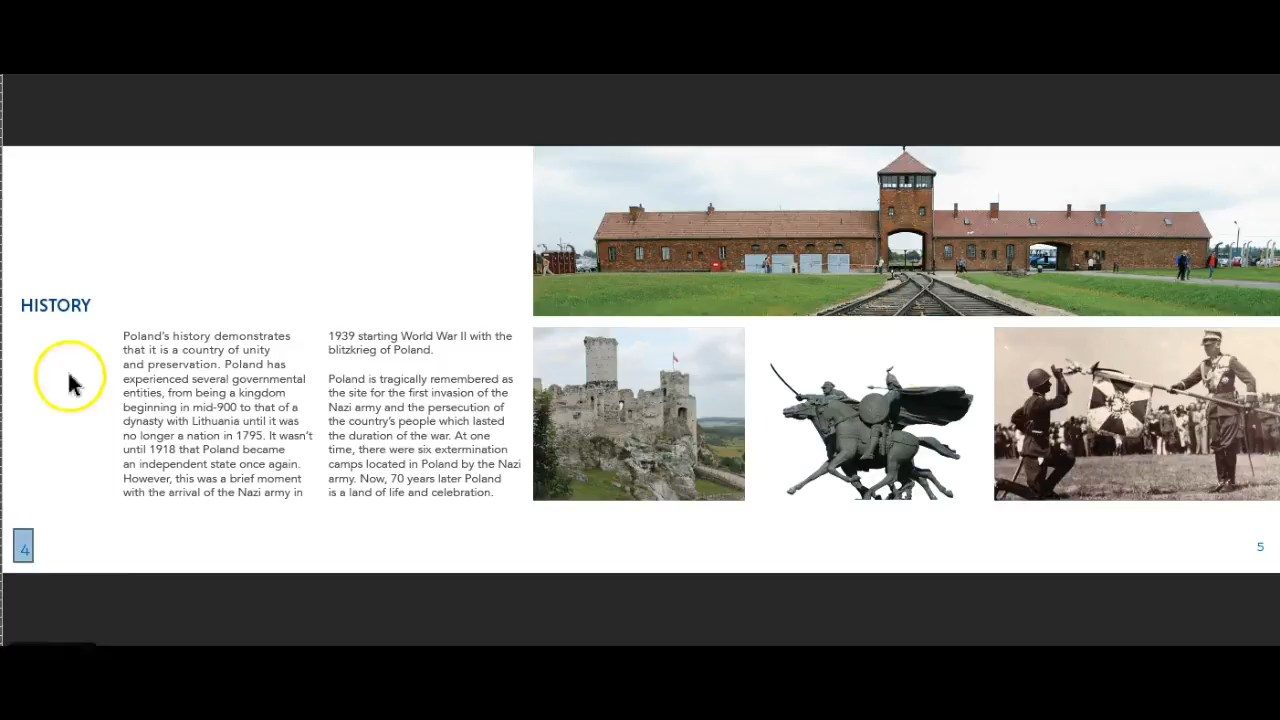 HISTORY
Poland's history demonstrates
that it is a country of unity
and preservation. Poland has
experienced several governmental
entities, from being a kingdom
beginning in mid-900 to that of a
dynasty with Lithuania until it was
no longer a nation in 1795. It wasn't
until 1918 that Poland became
an independent state once again.
However, this was a brief moment
with the arrival of the Nazi army in
1939 starting World War II with the
blitzkrieg of Poland.
Poland is tragically remembered as
the site for the first invasion of the
Nazi army and the persecution of
the country's people which lasted
the duration of the war. At one
time, there were six extermination
camps located in Poland by the Nazi
army. Now, 70 years later Poland
is a land of life and celebration.
4
5